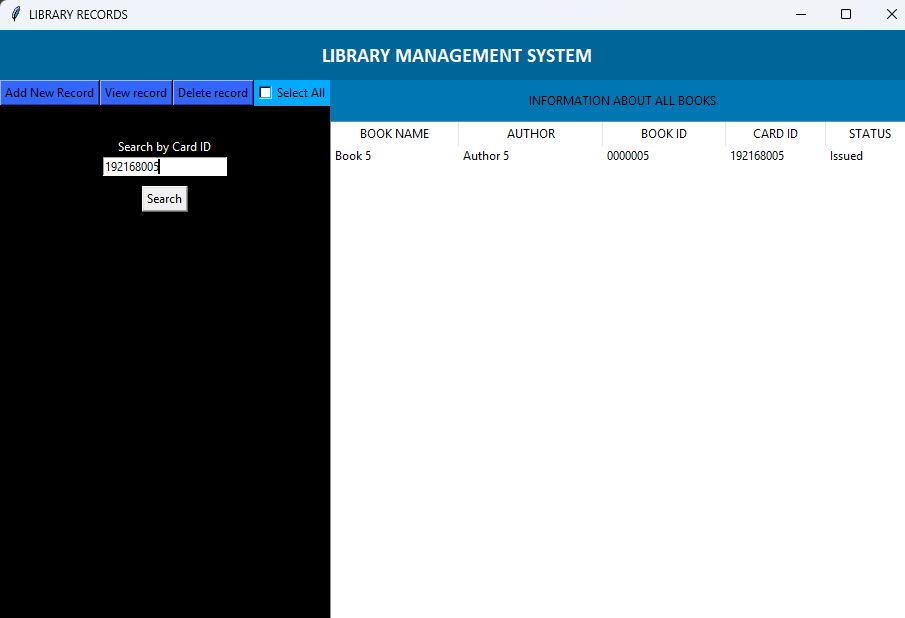 LIBRARY RECORDS
LIBRARY MANAGEMENT SYSTEM
Add New Record View record Delete record Select All
INFORMATION ABOUT ALL BOOKS
Search by Card ID
192168005
Search
BOOK NAME AUTHOR BOOK ID CARD ID STATUS
Book 5 Author 5 0000005 192168005 Issued